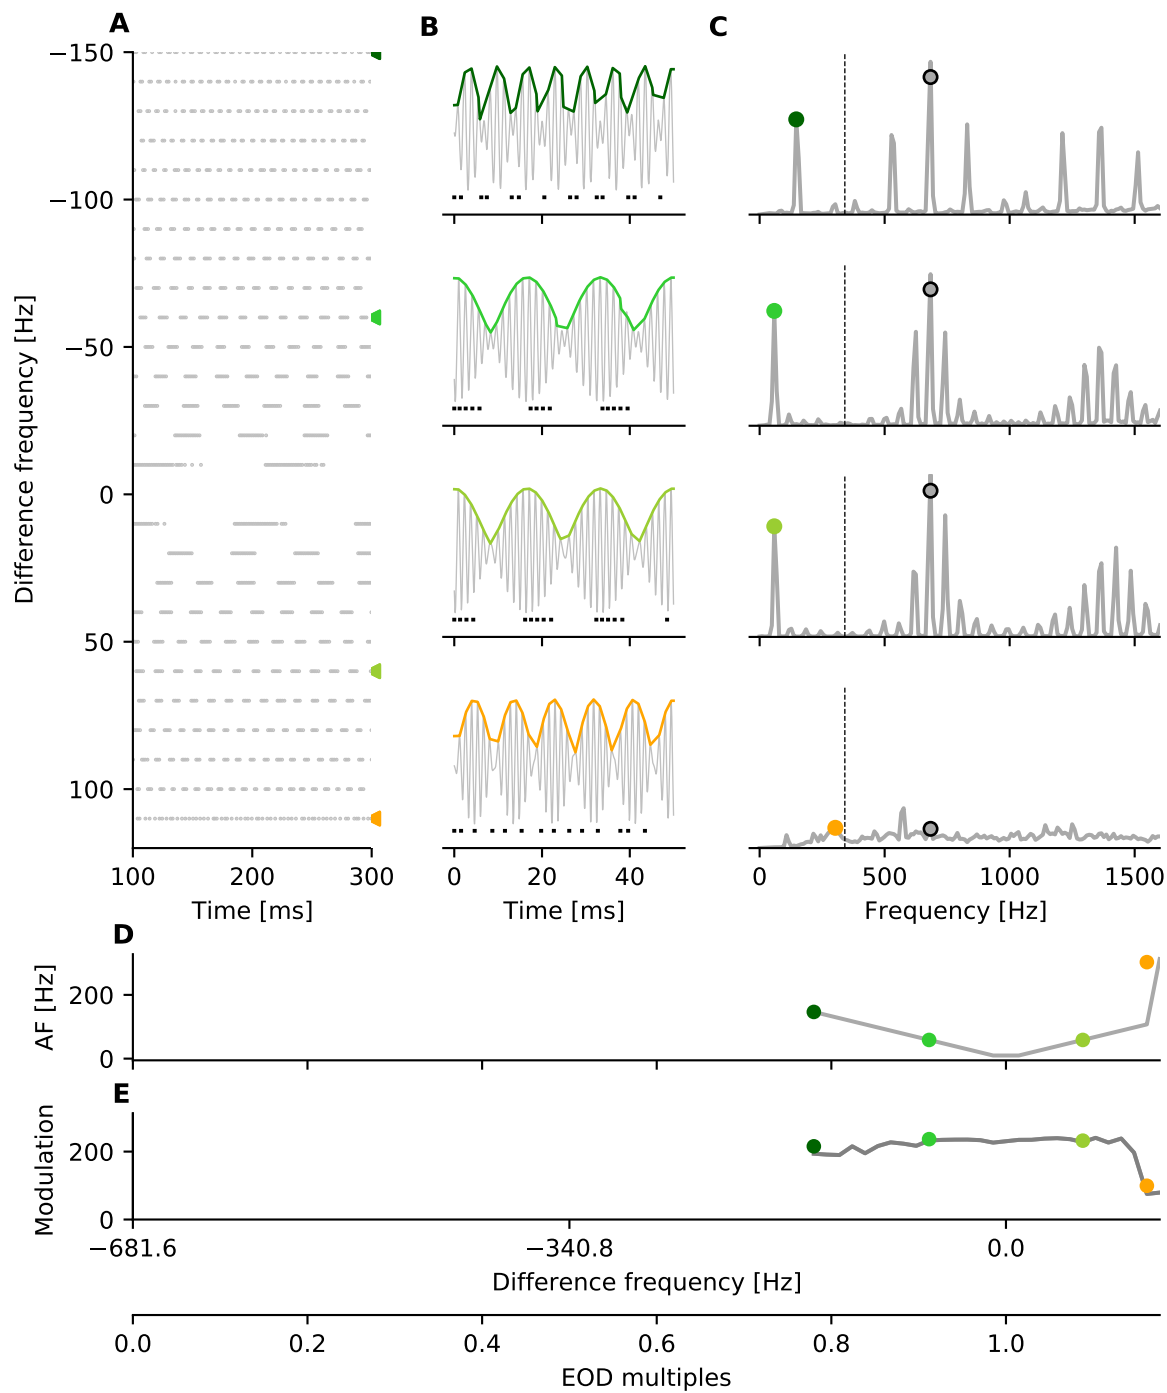 A
B
C
−150
−100
−50
0
50
100
Difference frequency [Hz]
100
200
300
Time [ms]
0
20
40
Time [ms]
0
500
1000
1500
Frequency [Hz]
D
AF [Hz]
200
0
E
Modulation
200
0
−681.6
−340.8
0.0
Difference frequency [Hz]
0.0
0.2
0.4
0.6
0.8
1.0
EOD multiples